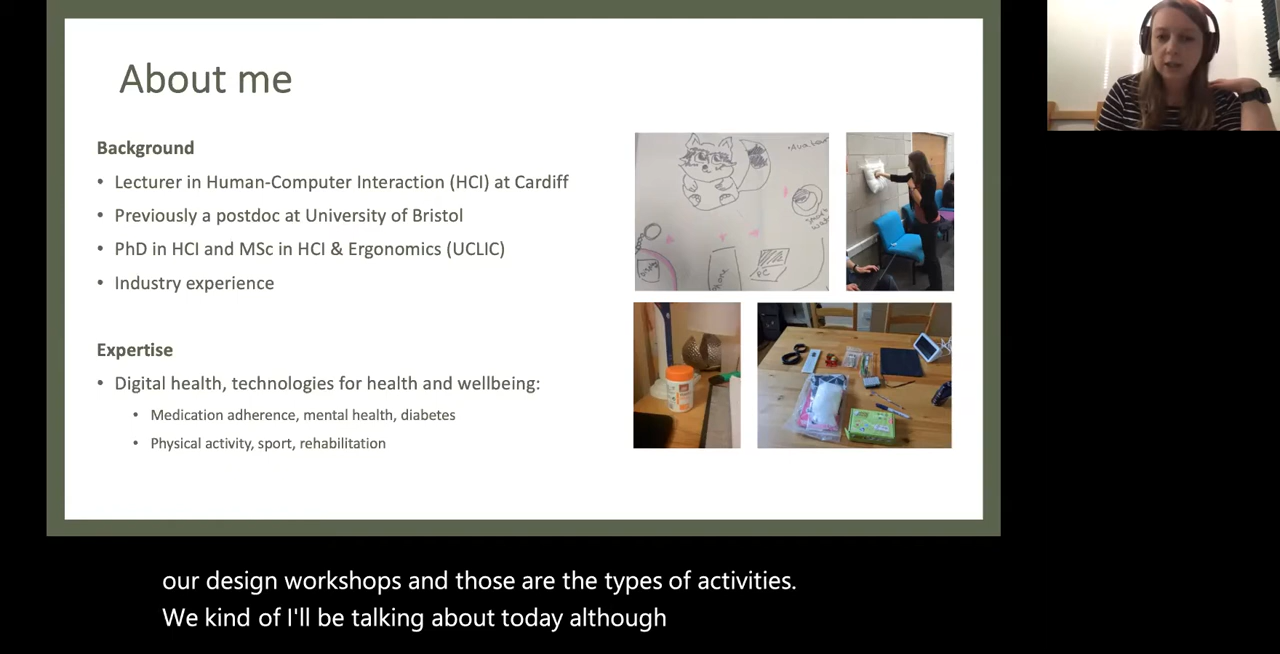 About me
Background
• Lecturer in Human-Computer Interaction (HCI) at Cardiff
• Previously a postdoc at University of Bristol
• PhD in HCI and MSc in HCI & Ergonomics (UCLIC)
• Industry experience
Expertise
• Digital health, technologies for health and wellbeing:
• Medication adherence, mental health, diabetes
• Physical activity, sport, rehabilitation
Phone
PC
our design workshops and those are the types of activities.
We kind of I'll be talking about today although